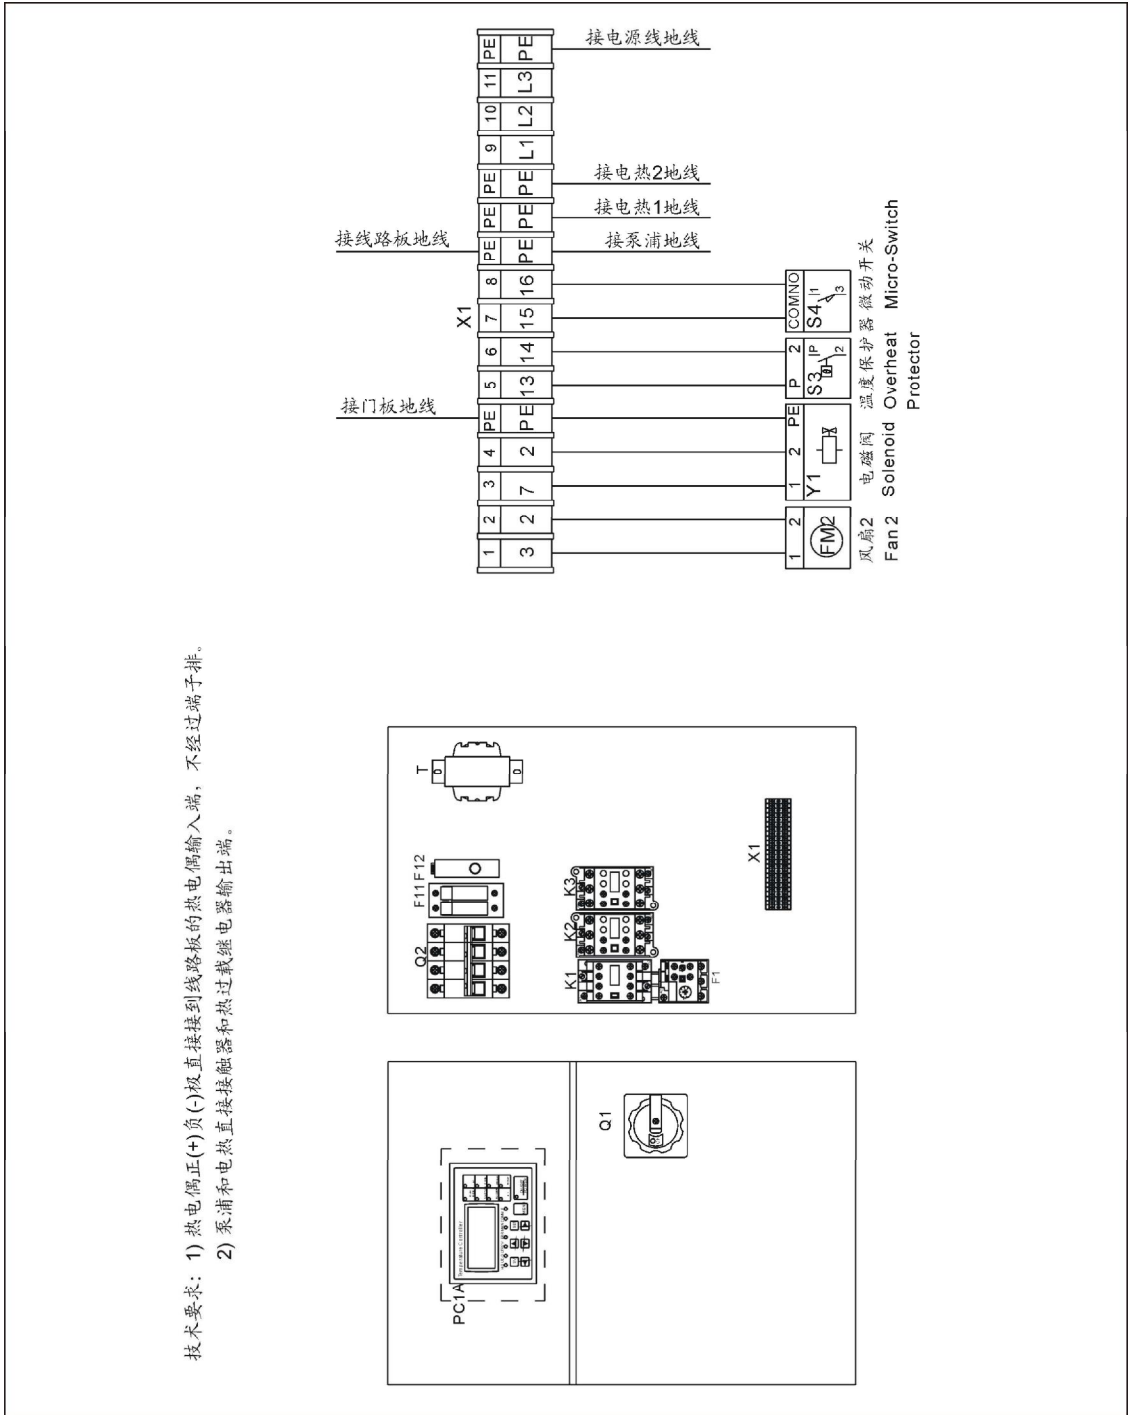 技术要求: 1) 热电偶正(+)负(-)极直接接到线路板的热电偶输入端，不经过端子排。
2) 泵浦和电热直接接触器和热过载继电器输出端。
PC1A
Temperature Controller
Q1
Q2
F11
F12
T
K1
K2
K3
F1
X1
X1
1 2 3 4 PE 5 6 7 8 PE PE PE 9 10 11 PE
3 2 7 2 PE 13 14 15 16 PE PE PE L1 L2 L3 PE
接门板地线
接线路板地线
接泵浦地线
接电热1地线
接电热2地线
接电源线地线
1 2
FM2
风扇2
Fan 2
1 2 PE
Y1
电磁阀
Solenoid
P 2
S3
P
2
温度保护器
Overheat
Protector
COM NO
S4
1
3
微动开关
Micro-Switch